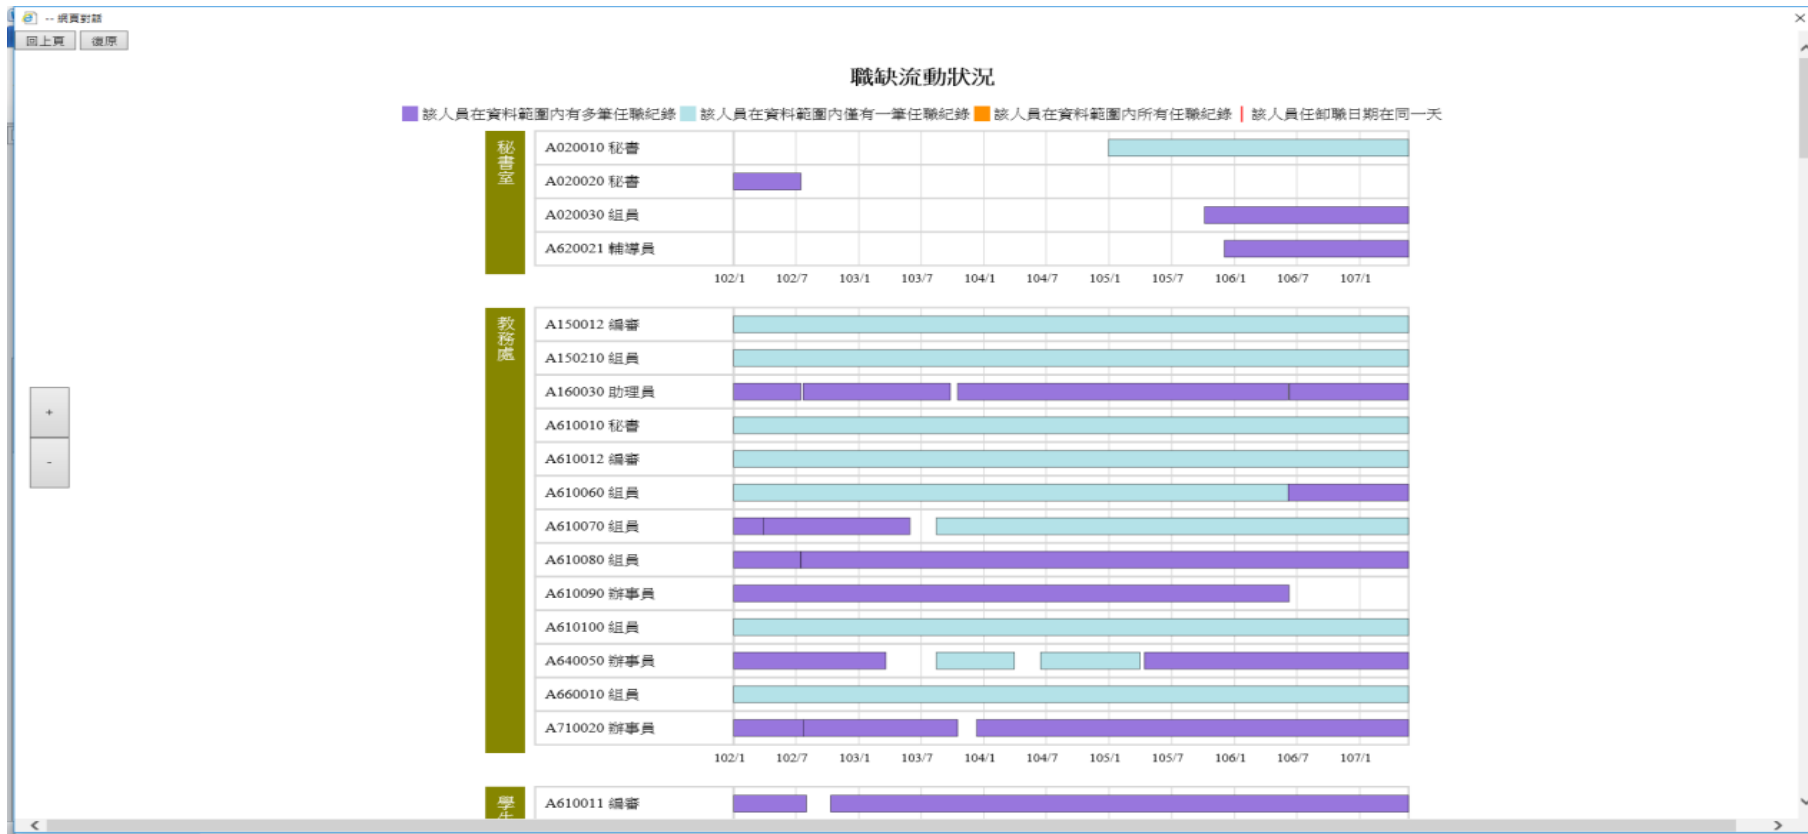 -- 網頁對話
回上頁 復原
職缺流動狀況
該人員在資料範圍內有多筆任職紀錄 該人員在資料範圍內僅有一筆任職紀錄 該人員在資料範圍內所有任職紀錄 該人員任卸職日期在同一天
秘書室
A020010 秘書
A020020 秘書
A020030 組員
A620021 輔導員
102/1 102/7 103/1 103/7 104/1 104/7 105/1 105/7 106/1 106/7 107/1
教務處
A150012 編審
A150210 組員
A160030 助理員
A610010 秘書
A610012 編審
A610060 組員
A610070 組員
A610080 組員
A610090 辦事員
A610100 組員
A640050 辦事員
A660010 組員
A710020 辦事員
102/1 102/7 103/1 103/7 104/1 104/7 105/1 105/7 106/1 106/7 107/1
+
-
學生
A610011 編審